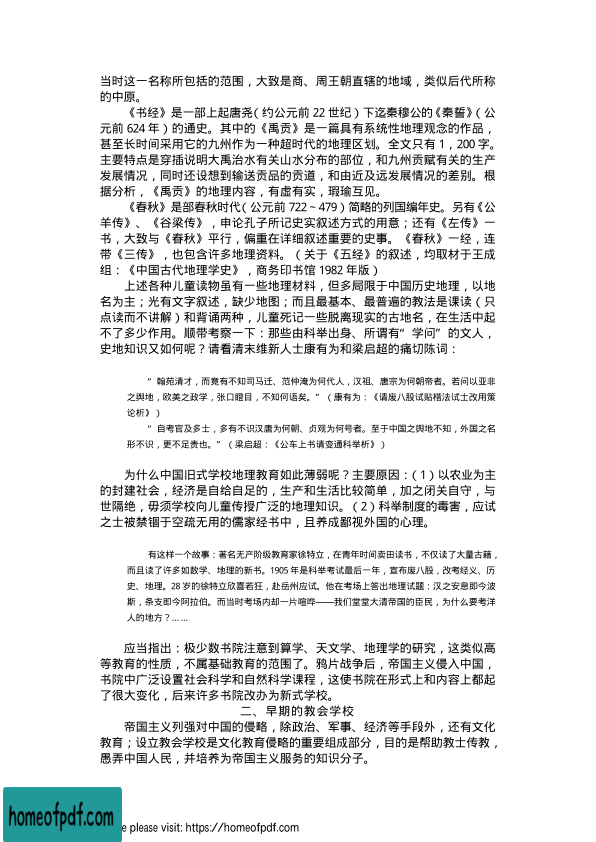 当时这一名称所包括的范围，大致是商、周王朝直辖的地域，类似后代所称
的中原。
《书经》是一部上起唐尧（约公元前 22 世纪）下迄秦穆公的《秦誓》（公
元前 624 年）的通史。其中的《禹贡》是一篇具有系统性地理观念的作品，
甚至长时间采用它的九州作为一种超时代的地理区划。全文只有 1，200 字。
主要特点是穿插说明大禹治水有关山水分布的部位，和九州贡赋有关的生产
发展情况，同时还设想到输送贡品的贡道，和由近及远发展情况的差别。根
据分析，《禹贡》的地理内容，有虚有实，瑕瑜互见。
《春秋》是部春秋时代（公元前 722～479）简略的列国编年史。另有《公
羊传》、《谷梁传》，申论孔子所记史实叙述方式的用意；还有《左传》一
书，大致与《春秋》平行，偏重在详细叙述重要的史事。《春秋》一经，连
带《三传》，也包含许多地理资料。（关于《五经》的叙述，均取材于王成
组：《中国古代地理学史》，商务印书馆 1982 年版）
上述各种儿童读物虽有一些地理材料，但多局限于中国历史地理，以地
名为主；光有文字叙述，缺少地图；而且最基本、最普遍的教法是课读（只
点读而不讲解）和背诵两种，儿童死记一些脱离现实的古地名，在生活中起
不了多少作用。顺带考察一下：那些由科举出身、所谓有“学问”的文人，
史地知识又如何呢？请看清末维新人士康有为和梁启超的痛切陈词：
“翰苑清才，而竟有不知司马迁、范仲淹为何代人，汉祖、唐宗为何朝帝者。若问以亚非
之舆地，欧美之政学，张口瞪目，不知何语矣。”（康有为：《请废八股试贴楷法试士改用策
论析》）
“自考官及多士，多有不识汉唐为何朝、贞观为何号者。至于中国之舆地不知，外国之名
形不识，更不足责也。”（梁启超：《公车上书请变通科举析》）
为什么中国旧式学校地理教育如此薄弱呢？主要原因：（1）以农业为主
的封建社会，经济是自给自足的，生产和生活比较简单，加之闭关自守，与
世隔绝，毋须学校向儿童传授广泛的地理知识。（2）科举制度的毒害，应试
之士被禁锢于空疏无用的儒家经书中，且养成鄙视外国的心理。
有这样一个故事：著名无产阶级教育家徐特立，在青年时间卖田读书，不仅读了大量古籍，
而且读了许多如数学、地理的新书。1905 年是科举考试最后一年，宣布废八股，改考经义、历
史、地理。28 岁的徐特立欣喜若狂，赴岳州应试。他在考场上答出地理试题：汉之安息即今波
斯，条支即今阿拉伯。而当时考场内却一片喧哗——我们堂堂大清帝国的臣民，为什么要考洋
人的地方？……
应当指出：极少数书院注意到算学、天文学、地理学的研究，这类似高
等教育的性质，不属基础教育的范围了。鸦片战争后，帝国主义侵入中国，
书院中广泛设置社会科学和自然科学课程，这使书院在形式上和内容上都起
了很大变化，后来许多书院改办为新式学校。
二、早期的教会学校
帝国主义列强对中国的侵略，除政治、军事、经济等手段外，还有文化
教育；设立教会学校是文化教育侵略的重要组成部分，目的是帮助教士传教，
愚弄中国人民，并培养为帝国主义服务的知识分子。
homeofpdf.com
please visit: https://homeofpdf.com